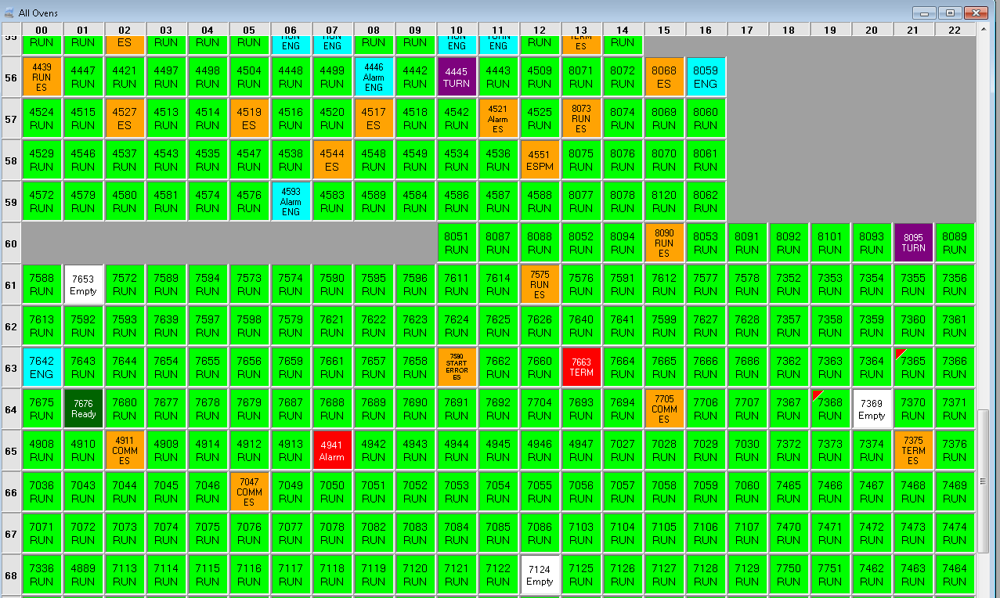 All Ovens
00 01 02 03 04 05 06 07 08 09 10 11 12 13 14 15 16 17 18 19 20 21 22
RUN RUN ES RUN RUN RUN ENG ENG RUN RUN ENG ENG RUN ES RUN
56 4439 RUN ES 4447 RUN 4421 RUN 4497 RUN 4498 RUN 4504 RUN 4448 RUN 4499 RUN 4446 Alarm ENG 4442 RUN 4445 TURN 4443 RUN 4509 RUN 8071 RUN 8072 RUN 8068 ES 8059 ENG
57 4524 RUN 4515 RUN 4527 ES 4513 RUN 4514 RUN 4519 ES 4516 RUN 4520 RUN 4517 ES 4518 RUN 4542 RUN 4521 Alarm ES 4525 RUN 8073 RUN ES 8074 RUN 8069 RUN 8060 RUN
58 4529 RUN 4546 RUN 4537 RUN 4543 RUN 4535 RUN 4547 RUN 4538 RUN 4544 ES 4548 RUN 4549 RUN 4534 RUN 4536 RUN 4551 ESPM 8075 RUN 8076 RUN 8070 RUN 8061 RUN
59 4572 RUN 4579 RUN 4580 RUN 4581 RUN 4574 RUN 4576 RUN 4593 Alarm ENG 4583 RUN 4589 RUN 4584 RUN 4586 RUN 4587 RUN 4588 RUN 8077 RUN 8078 RUN 8120 RUN 8062 RUN
60 8051 RUN 8087 RUN 8088 RUN 8052 RUN 8094 RUN 8090 RUN ES 8053 RUN 8091 RUN 8092 RUN 8101 RUN 8093 RUN 8095 TURN 8089 RUN
61 7588 RUN 7653 Empty 7572 RUN 7589 RUN 7594 RUN 7573 RUN 7574 RUN 7590 RUN 7595 RUN 7596 RUN 7611 RUN 7614 RUN 7575 RUN ES 7576 RUN 7591 RUN 7612 RUN 7577 RUN 7578 RUN 7352 RUN 7353 RUN 7354 RUN 7355 RUN 7356 RUN
62 7613 RUN 7592 RUN 7593 RUN 7639 RUN 7597 RUN 7598 RUN 7579 RUN 7621 RUN 7622 RUN 7623 RUN 7624 RUN 7625 RUN 7626 RUN 7640 RUN 7641 RUN 7599 RUN 7627 RUN 7628 RUN 7357 RUN 7358 RUN 7359 RUN 7360 RUN 7361 RUN
63 7642 ENG 7643 RUN 7644 RUN 7654 RUN 7655 RUN 7656 RUN 7659 RUN 7661 RUN 7657 RUN 7658 RUN 7580 START ERROR ES 7662 RUN 7660 RUN 7663 TERM 7664 RUN 7665 RUN 7666 RUN 7686 RUN 7362 RUN 7363 RUN 7364 RUN 7365 RUN 7366 RUN
64 7675 RUN 7676 Ready 7680 RUN 7677 RUN 7678 RUN 7679 RUN 7687 RUN 7688 RUN 7689 RUN 7690 RUN 7691 RUN 7692 RUN 7704 RUN 7693 RUN 7694 RUN 7705 COMM ES 7706 RUN 7707 RUN 7367 RUN 7368 RUN 7369 Empty 7370 RUN 7371 RUN
65 4908 RUN 4910 RUN 4911 COMM ES 4909 RUN 4914 RUN 4912 RUN 4913 RUN 4941 Alarm 4942 RUN 4943 RUN 4944 RUN 4945 RUN 4946 RUN 4947 RUN 7027 RUN 7028 RUN 7029 RUN 7030 RUN 7372 RUN 7373 RUN 7374 RUN 7375 TERM ES 7376 RUN
66 7036 RUN 7043 RUN 7044 RUN 7045 RUN 7046 RUN 7047 COMM ES 7049 RUN 7050 RUN 7051 RUN 7052 RUN 7053 RUN 7054 RUN 7055 RUN 7056 RUN 7057 RUN 7058 RUN 7059 RUN 7060 RUN 7465 RUN 7466 RUN 7467 RUN 7468 RUN 7469 RUN
67 7071 RUN 7072 RUN 7073 RUN 7074 RUN 7075 RUN 7076 RUN 7077 RUN 7078 RUN 7082 RUN 7083 RUN 7084 RUN 7085 RUN 7086 RUN 7103 RUN 7104 RUN 7105 RUN 7106 RUN 7107 RUN 7470 RUN 7471 RUN 7472 RUN 7473 RUN 7474 RUN
68 7336 RUN 4889 RUN 7113 RUN 7114 RUN 7115 RUN 7116 RUN 7117 RUN 7118 RUN 7119 RUN 7120 RUN 7121 RUN 7122 RUN 7124 Empty 7125 RUN 7126 RUN 7127 RUN 7128 RUN 7129 RUN 7750 RUN 7751 RUN 7462 RUN 7463 RUN 7464 RUN